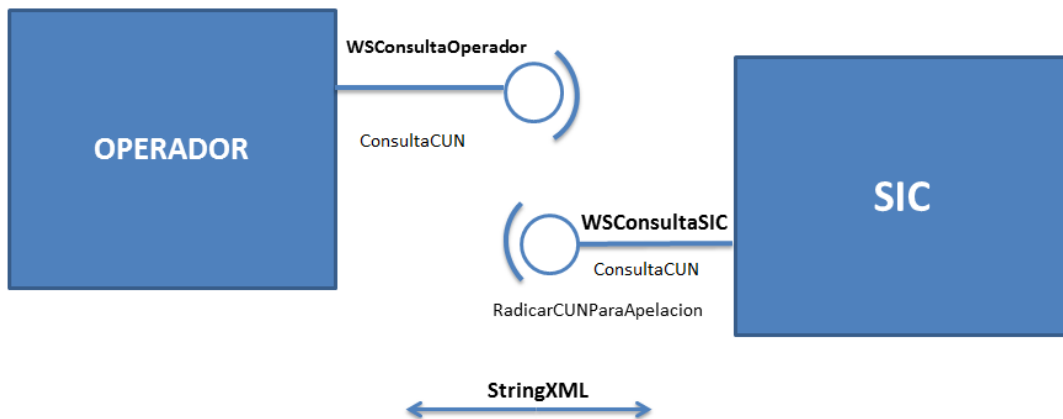 WSConsultaOperador
OPERADOR
ConsultaCUN
SIC
WSConsultaSIC
ConsultaCUN
RadicarCUNParaApelacion
StringXML